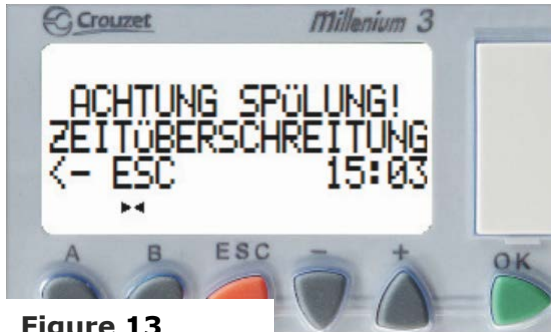 Crouzet
Millenium 3
ACHTUNG SPüLUNG!
ZEITüBERSCHREITUNG
<- ESC 15:03
A B ESC - + OK
Figure 13